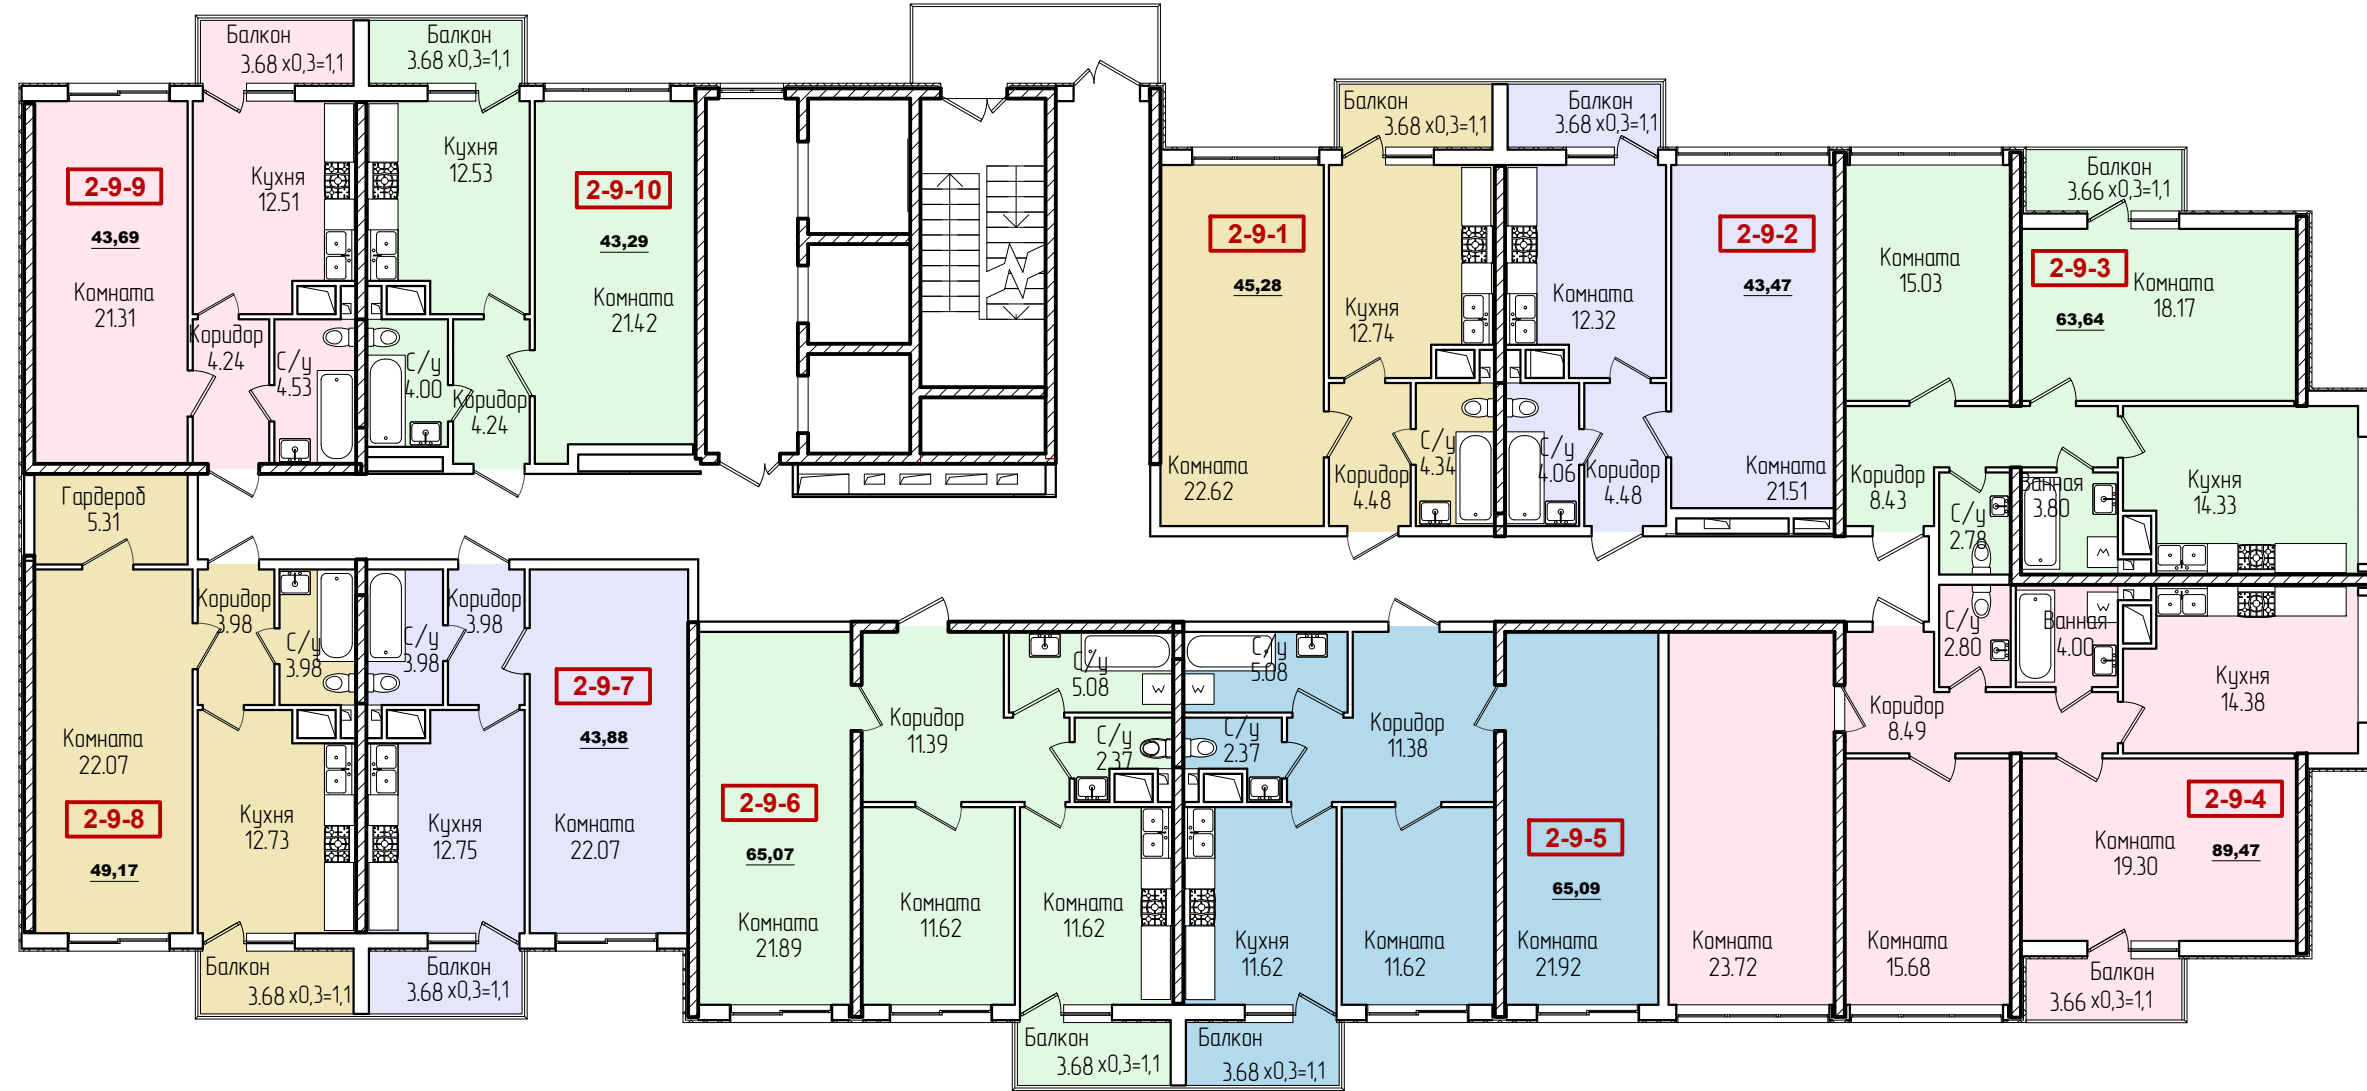 Балкон
3.68 x0,3=1,1
Балкон
3.68 x0,3=1,1
2-9-9
43,69
Комната
21.31
Кухня
12.51
Коридор
4.24
С/у
4.53
Кухня
12.53
2-9-10
43,29
Комната
21.42
С/у
4.00
Коридор
4.24
Балкон
3.68 x0,3=1,1
Балкон
3.68 x0,3=1,1
2-9-1
45,28
Кухня
12.74
Комната
22.62
Коридор
4.48
С/у
4.34
Комната
12.32
2-9-2
43,47
С/у
4.06
Коридор
4.48
Комната
21.51
Балкон
3.66 x0,3=1,1
Комната
15.03
2-9-3
63,64
Комната
18.17
Коридор
8.43
С/у
2.78
Ванная
3.80
Кухня
14.33
Гардероб
5.31
Коридор
3.98
С/у
3.98
Комната
22.07
2-9-8
49,17
Кухня
12.73
Балкон
3.68 x0,3=1,1
С/у
3.98
Коридор
3.98
2-9-7
43,88
Кухня
12.75
Комната
22.07
Балкон
3.68 x0,3=1,1
2-9-6
65,07
Комната
21.89
Коридор
11.39
С/у
5.08
W
С/у
2.37
Комната
11.62
Комната
11.62
Балкон
3.68 x0,3=1,1
С/у
5.08
W
С/у
2.37
Коридор
11.38
Кухня
11.62
Комната
11.62
2-9-5
65,09
Комната
21.92
Балкон
3.68 x0,3=1,1
С/у
2.80
Ванная
4.00
W
Кухня
14.38
Коридор
8.49
Комната
23.72
Комната
15.68
2-9-4
89,47
Комната
19.30
Балкон
3.66 x0,3=1,1